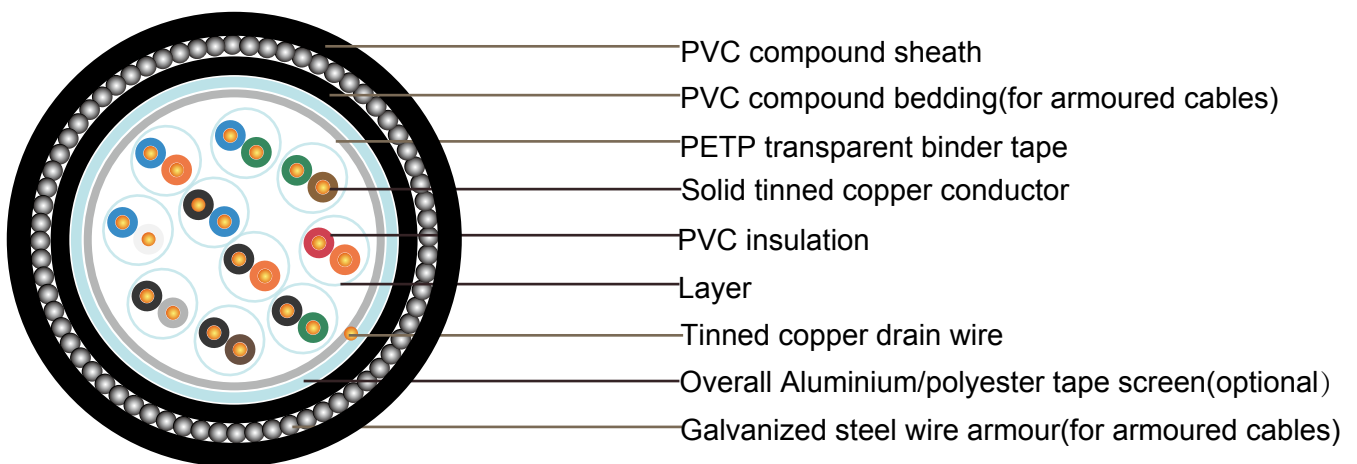 PVC compound sheath
PVC compound bedding(for armoured cables)
PETP transparent binder tape
Solid tinned copper conductor
PVC insulation
Layer
Tinned copper drain wire
Overall Aluminium/polyester tape screen(optional）
Galvanized steel wire armour(for armoured cables)